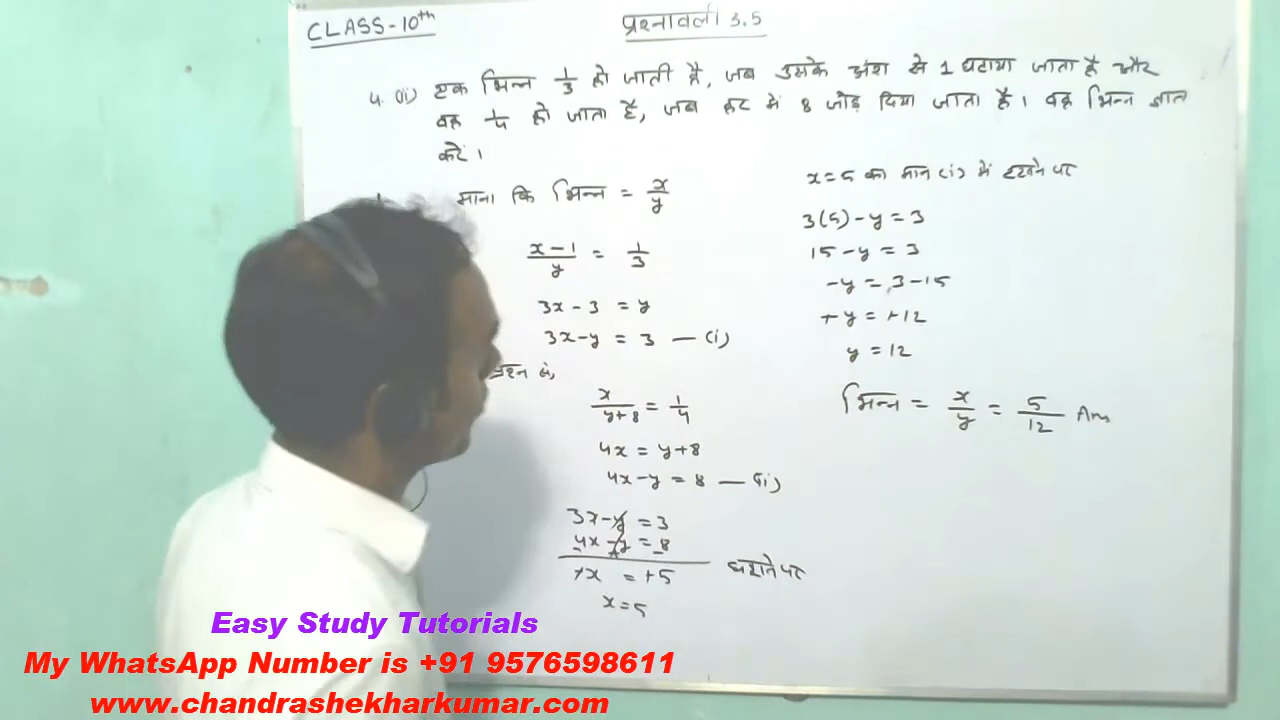 CLASS-10th
प्रश्नावली 3.5
4. (ii) एक भिन्न 1/3 हो जाती है, जब उसके अंश से 1 घटाया जाता है और
वह 1/4 हो जाता है, जब हर में 8 जोड़ दिया जाता है। वह भिन्न ज्ञात
करें।
माना कि भिन्न = x/y
(x-1)/y = 1/3
3x-3 = y
3x-y = 3 — (i)
प्रश्न से,
x/(y+8) = 1/4
4x = y+8
4x-y = 8 — (ii)
3x-y = 3
4x-y = 8
-x = -5 घटाने पर
x=5
x=5 का मान (i) में रखने पर
3(5)-y = 3
15-y = 3
-y = 3-15
-y = -12
y = 12
भिन्न = x/y = 5/12 Ans
Easy Study Tutorials
My WhatsApp Number is +91 9576598611
www.chandrashekharkumar.com